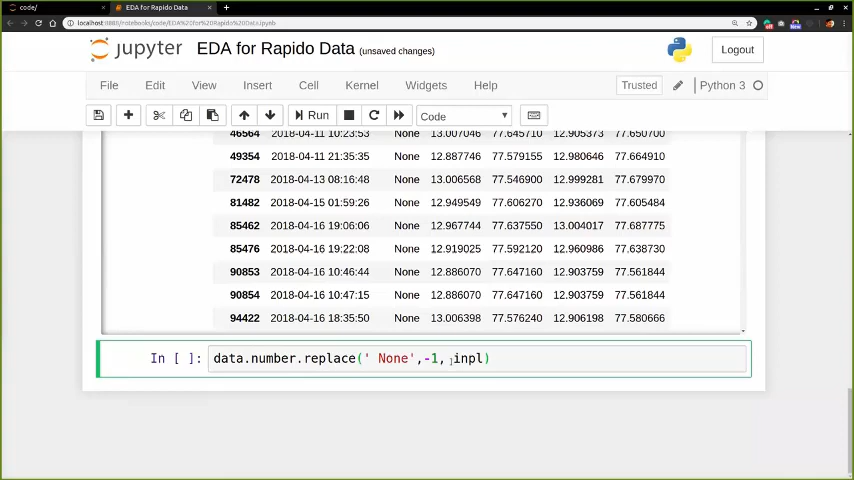 code/
EDA for Rapido Data
localhost:8888/notebooks/code/EDA%20for%20Rapido%20Data.ipynb
jupyter EDA for Rapido Data (unsaved changes)
Logout
File Edit View Insert Cell Kernel Widgets Help Trusted Python 3
Run Code
46564 2018-04-11 10:23:53 None 13.007046 77.645710 12.905373 77.650700
49354 2018-04-11 21:35:35 None 12.887746 77.579155 12.980646 77.664910
72478 2018-04-13 08:16:48 None 13.006568 77.546900 12.999281 77.679970
81482 2018-04-15 01:59:26 None 12.949549 77.606270 12.936069 77.605484
85462 2018-04-16 19:06:06 None 12.967744 77.637550 13.004017 77.687775
85476 2018-04-16 19:22:08 None 12.919025 77.592120 12.960986 77.638730
90853 2018-04-16 10:46:44 None 12.886070 77.647160 12.903759 77.561844
90854 2018-04-16 10:47:15 None 12.886070 77.647160 12.903759 77.561844
94422 2018-04-16 18:35:50 None 13.006398 77.576240 12.906198 77.580666
In [ ]: data.number.replace(' None',-1, inpl)